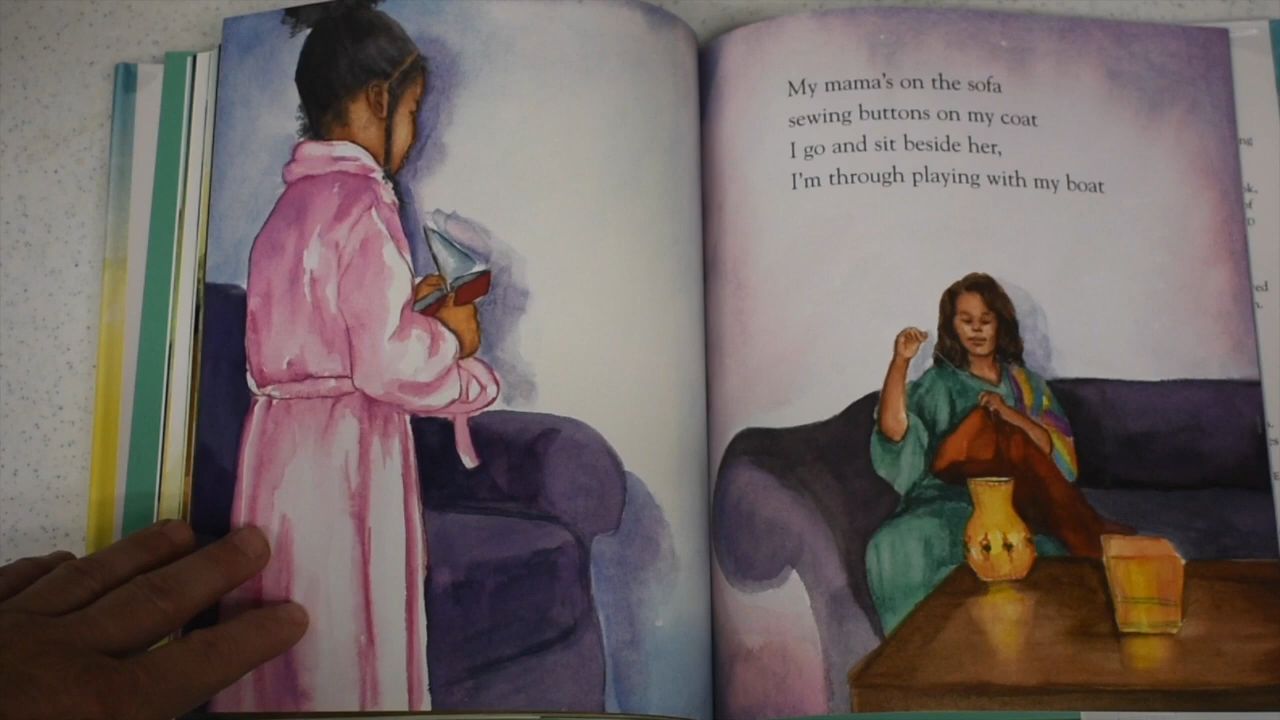 My mama's on the sofa
sewing buttons on my coat
I go and sit beside her,
I'm through playing with my boat